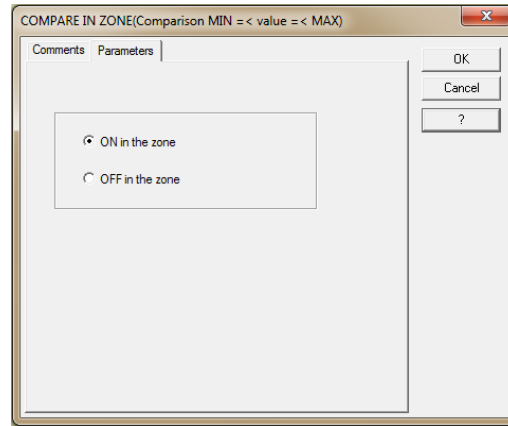 COMPARE IN ZONE(Comparison MIN =< value =< MAX)
Comments Parameters
OK
Cancel
?
ON in the zone
OFF in the zone